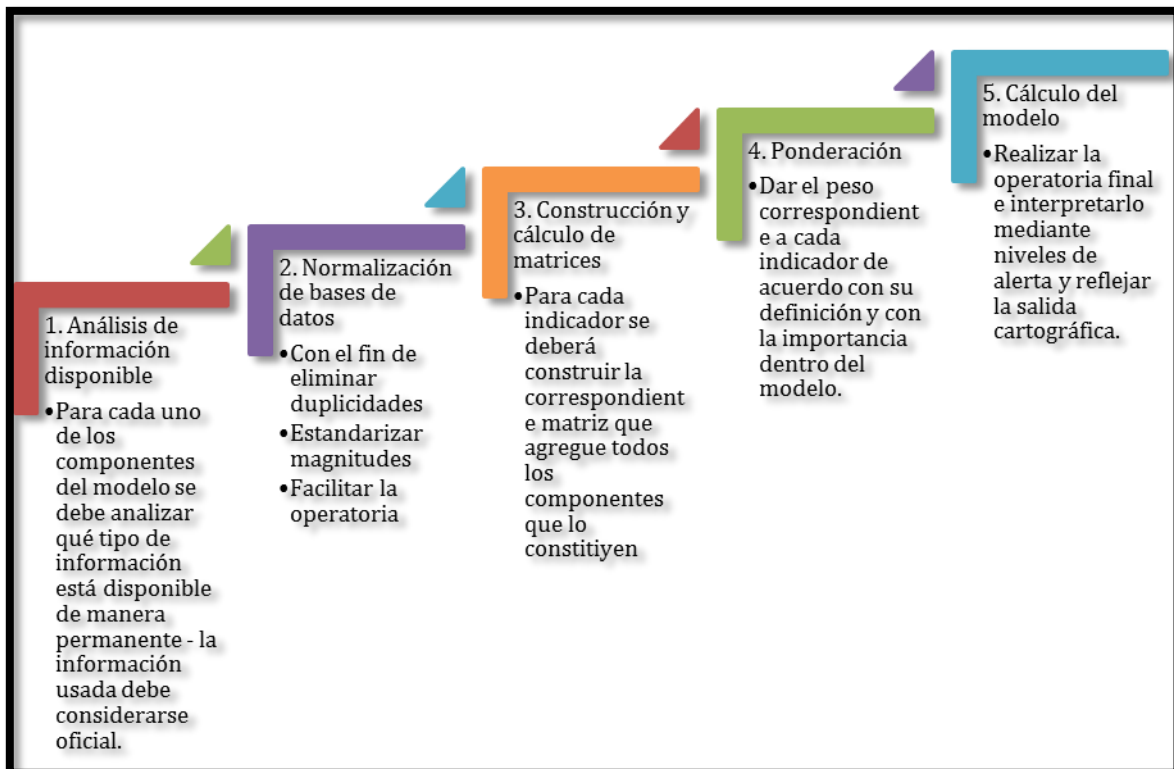 1. Análisis de
información
disponible
•Para cada uno
de los
componentes
del modelo se
debe analizar
qué tipo de
información
está disponible
de manera
permanente - la
información
usada debe
considerarse
oficial.
2. Normalización
de bases de
datos
•Con el fin de
eliminar
duplicidades
•Estandarizar
magnitudes
•Facilitar la
operatoria
3. Construcción y
cálculo de
matrices
•Para cada
indicador se
deberá
construir la
correspondient
e matriz que
agregue todos
los
componentes
que lo
constitiyen
4. Ponderación
•Dar el peso
correspondient
e a cada
indicador de
acuerdo con su
definición y con
la importancia
dentro del
modelo.
5. Cálculo del
modelo
•Realizar la
operatoria final
e interpretarlo
mediante
niveles de
alerta y reflejar
la salida
cartográfica.